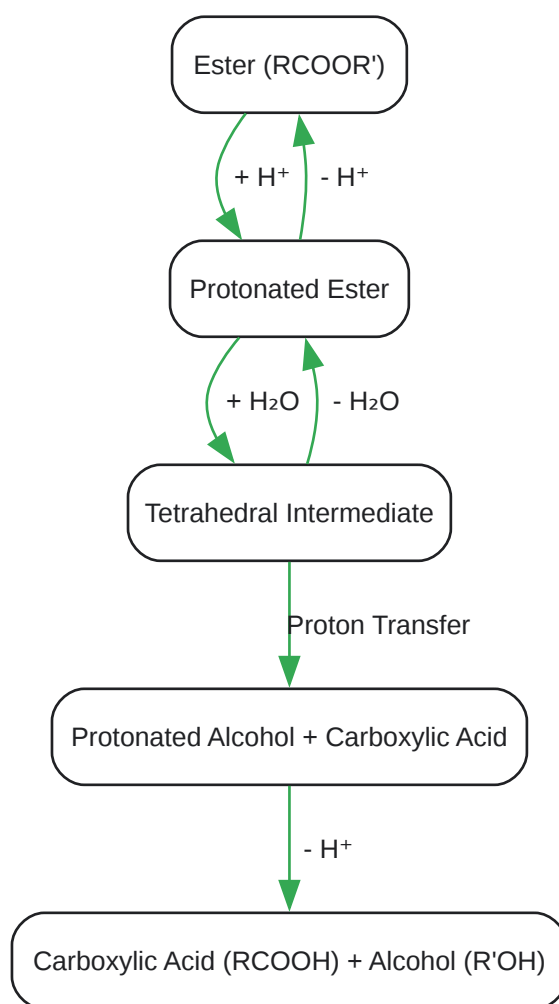 Ester (RCOOR')
+ H⁺ - H⁺
Protonated Ester
+ H₂O - H₂O
Tetrahedral Intermediate
Proton Transfer
Protonated Alcohol + Carboxylic Acid
- H⁺
Carboxylic Acid (RCOOH) + Alcohol (R'OH)